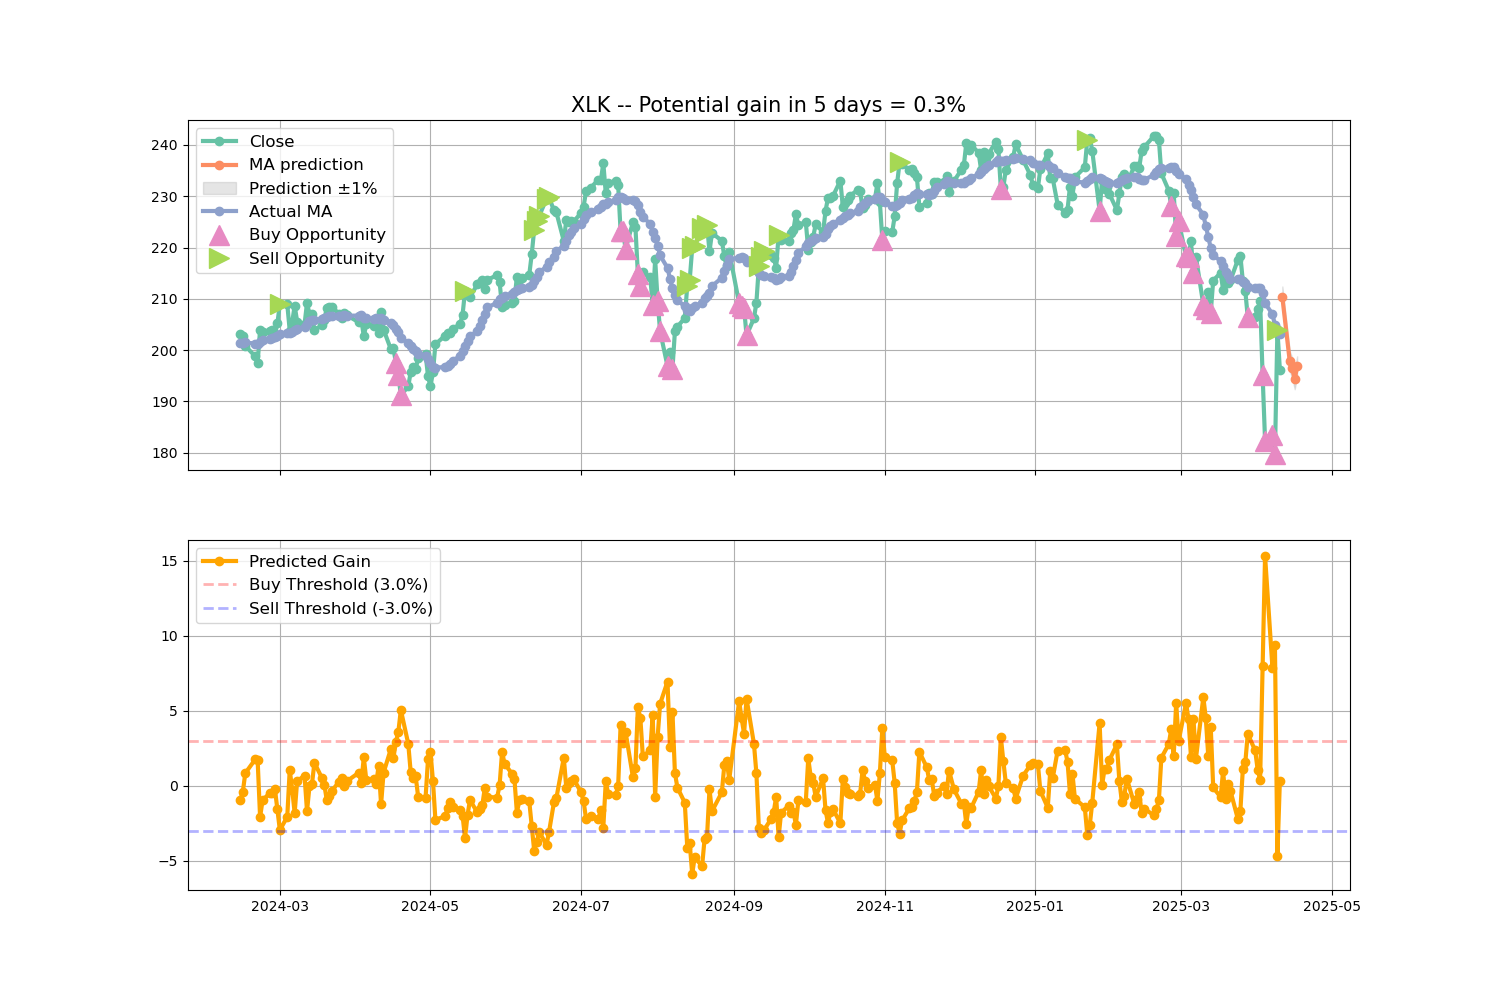 XLK -- Potential gain in 5 days = 0.3%
Close
MA prediction
Prediction ±1%
Actual MA
Buy Opportunity
Sell Opportunity
240
230
220
210
200
190
180
Predicted Gain
Buy Threshold (3.0%)
Sell Threshold (-3.0%)
15
10
5
0
−5
2024-03 2024-05 2024-07 2024-09 2024-11 2025-01 2025-03 2025-05